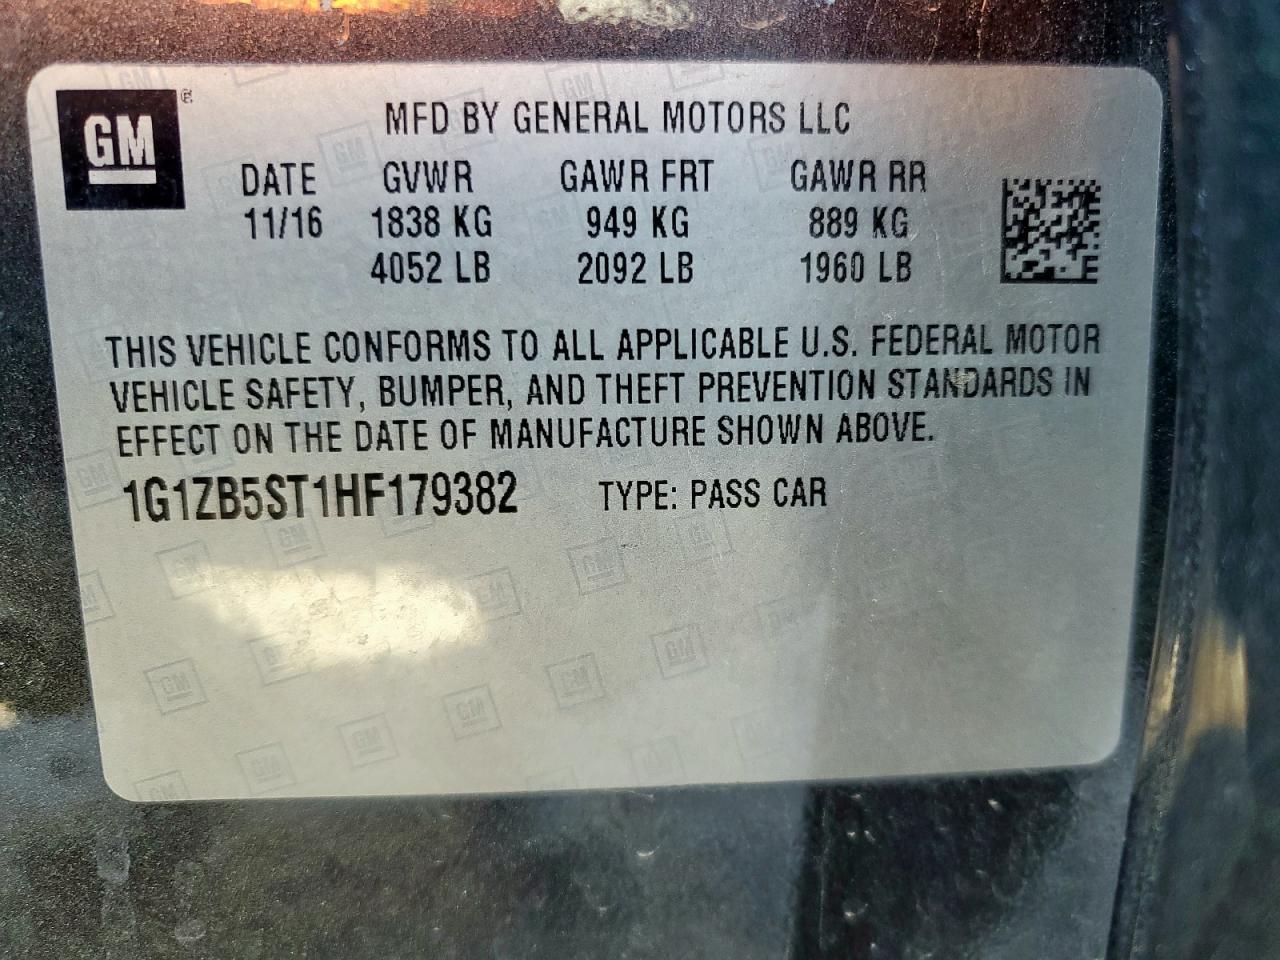 GM
MFD BY GENERAL MOTORS LLC
DATE GVWR GAWR FRT GAWR RR
11/16 1838 KG 949 KG 889 KG
4052 LB 2092 LB 1960 LB
THIS VEHICLE CONFORMS TO ALL APPLICABLE U.S. FEDERAL MOTOR
VEHICLE SAFETY, BUMPER, AND THEFT PREVENTION STANDARDS IN
EFFECT ON THE DATE OF MANUFACTURE SHOWN ABOVE.
1G1ZB5ST1HF179382 TYPE: PASS CAR